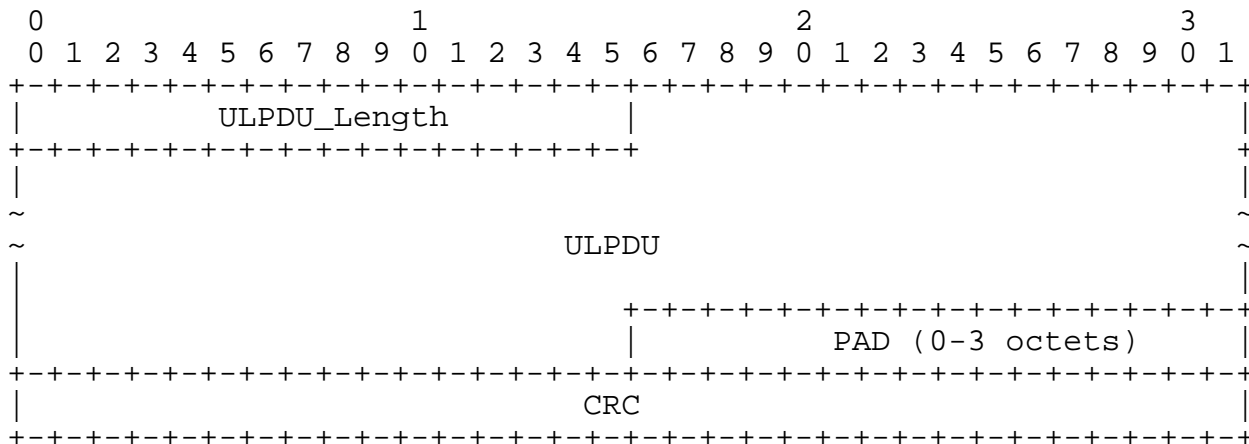 0                   1                   2                   3
 0 1 2 3 4 5 6 7 8 9 0 1 2 3 4 5 6 7 8 9 0 1 2 3 4 5 6 7 8 9 0 1
+-+-+-+-+-+-+-+-+-+-+-+-+-+-+-+-+-+-+-+-+-+-+-+-+-+-+-+-+-+-+-+-+
|          ULPDU_Length         |                               |
+-+-+-+-+-+-+-+-+-+-+-+-+-+-+-+-+                               +
|                                                               |
~                                                               ~
~                            ULPDU                              ~
|                                                               |
|                               +-+-+-+-+-+-+-+-+-+-+-+-+-+-+-+-+
|                               |          PAD (0-3 octets)     |
+-+-+-+-+-+-+-+-+-+-+-+-+-+-+-+-+-+-+-+-+-+-+-+-+-+-+-+-+-+-+-+-+
|                             CRC                               |
+-+-+-+-+-+-+-+-+-+-+-+-+-+-+-+-+-+-+-+-+-+-+-+-+-+-+-+-+-+-+-+-+